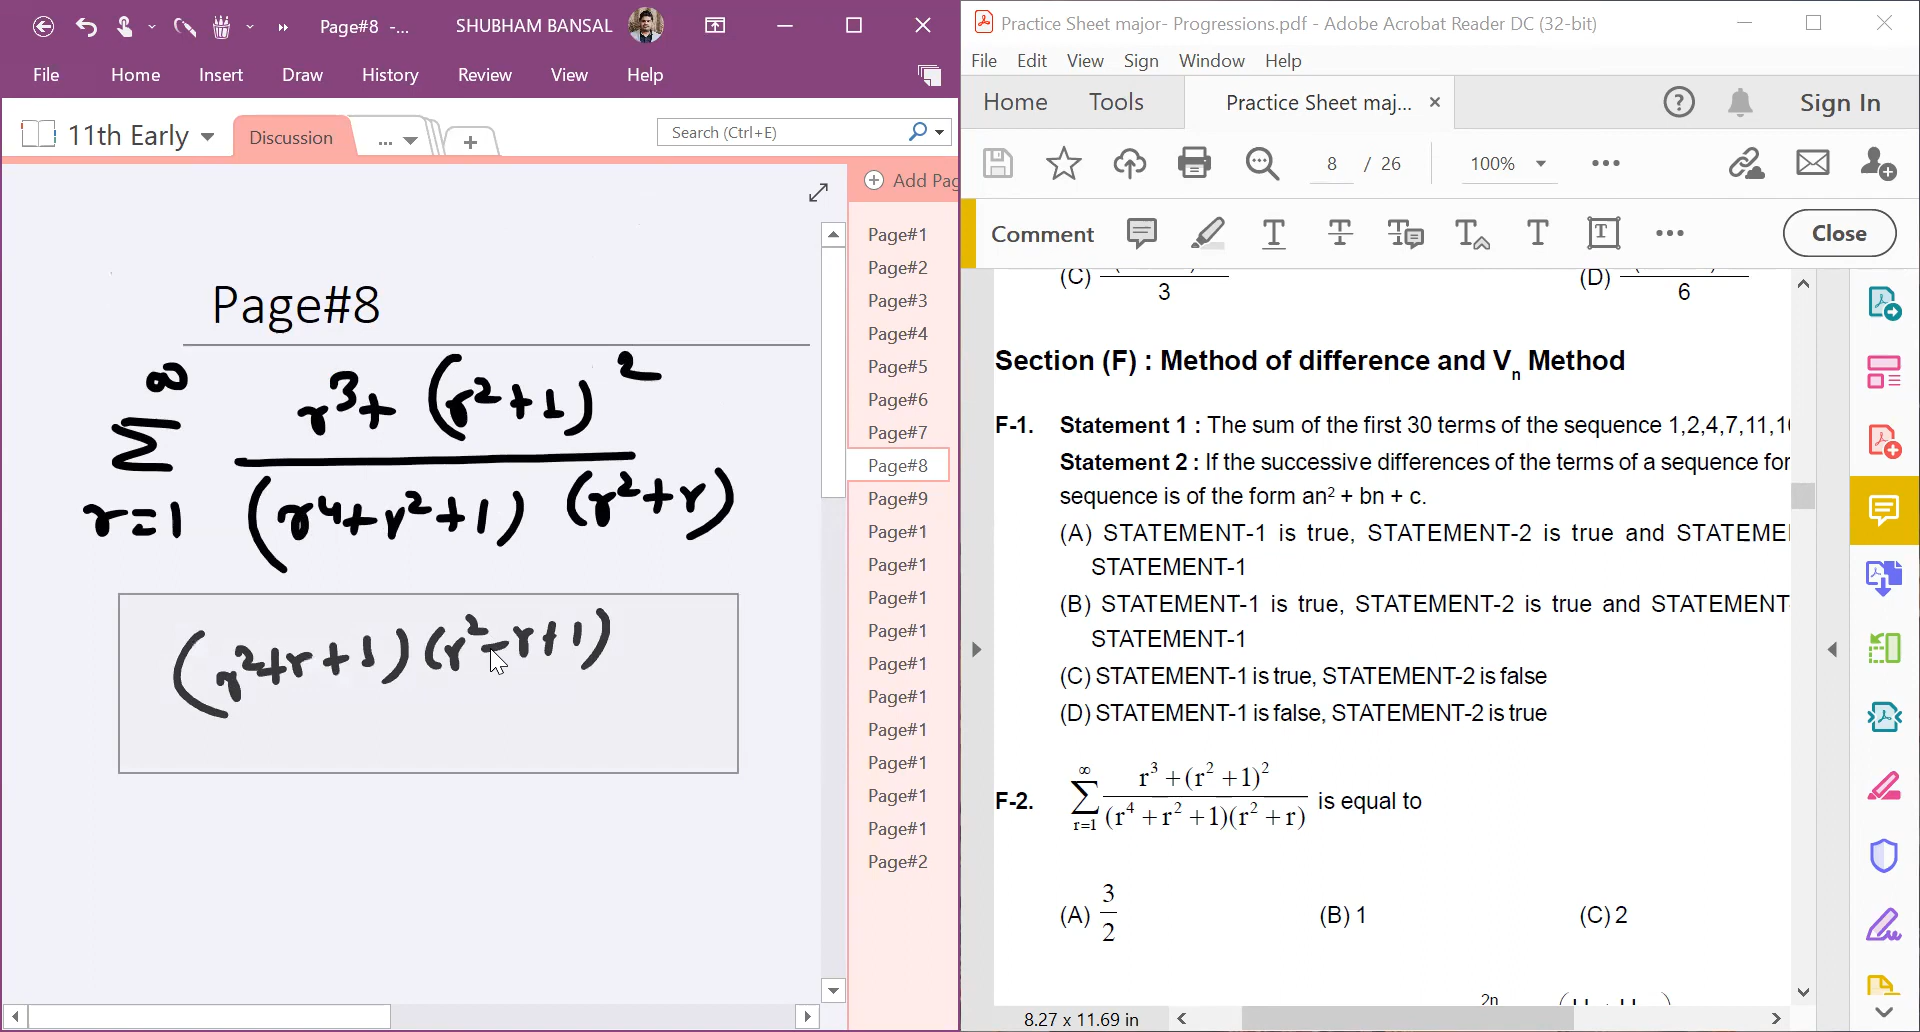 Page#8 -...
SHUBHAM BANSAL
File Home Insert Draw History Review View Help
11th Early
Discussion
...
Search (Ctrl+E)
Add Pag
Page#1
Page#2
Page#3
Page#4
Page#5
Page#6
Page#7
Page#8
Page#9
Page#1
Page#1
Page#1
Page#1
Page#1
Page#1
Page#1
Page#1
Page#1
Page#1
Page#2
Page#8
∞
Σ
r=1
r³+ (r²+1)²
(r⁴+r²+1) (r²+r)
(r²+r+1)(r²-r+1)
Practice Sheet major- Progressions.pdf - Adobe Acrobat Reader DC (32-bit)
File Edit View Sign Window Help
Home Tools Practice Sheet maj... × Sign In
8 / 26 100%
Comment Close
(C) 3 (D) 6
Section (F) : Method of difference and Vn Method
F-1. Statement 1 : The sum of the first 30 terms of the sequence 1,2,4,7,11,1
Statement 2 : If the successive differences of the terms of a sequence for
sequence is of the form an² + bn + c.
(A) STATEMENT-1 is true, STATEMENT-2 is true and STATEME
STATEMENT-1
(B) STATEMENT-1 is true, STATEMENT-2 is true and STATEMENT
STATEMENT-1
(C) STATEMENT-1 is true, STATEMENT-2 is false
(D) STATEMENT-1 is false, STATEMENT-2 is true
F-2. ∞ Σ r=1 r³ +(r² +1)² / (r⁴ +r² +1)(r² +r) is equal to
(A) 3/2 (B) 1 (C) 2
2n
8.27 x 11.69 in